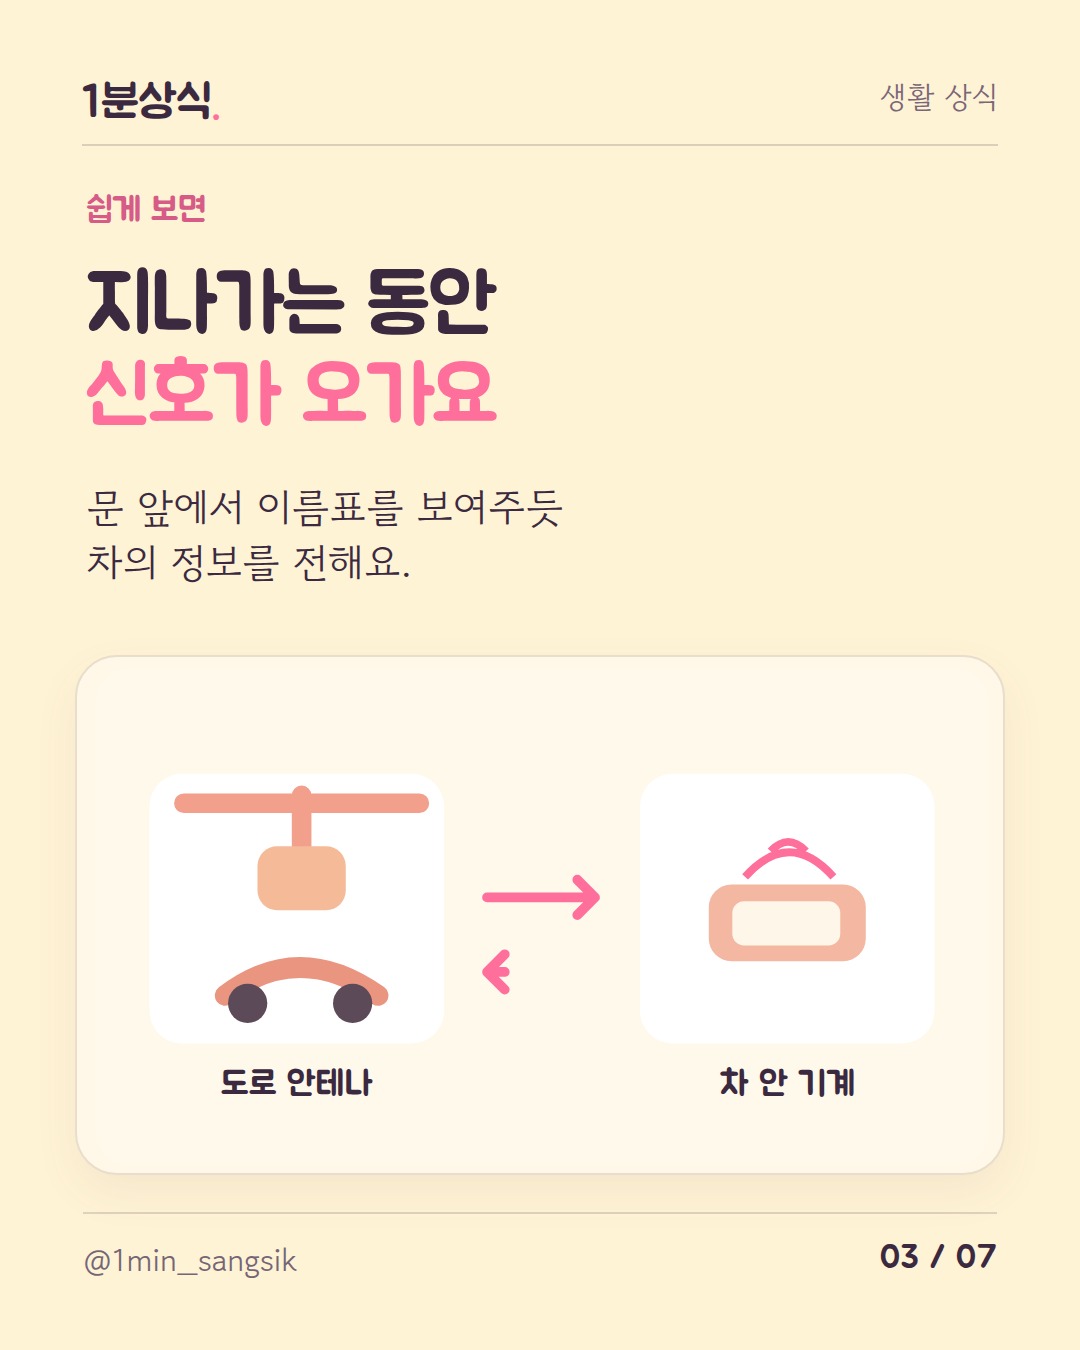 1분상식.
생활 상식
쉽게 보면
지나가는 동안
신호가 오가요
문 앞에서 이름표를 보여주듯
차의 정보를 전해요.
도로 안테나
차 안 기계
@1min_sangsik
03 / 07